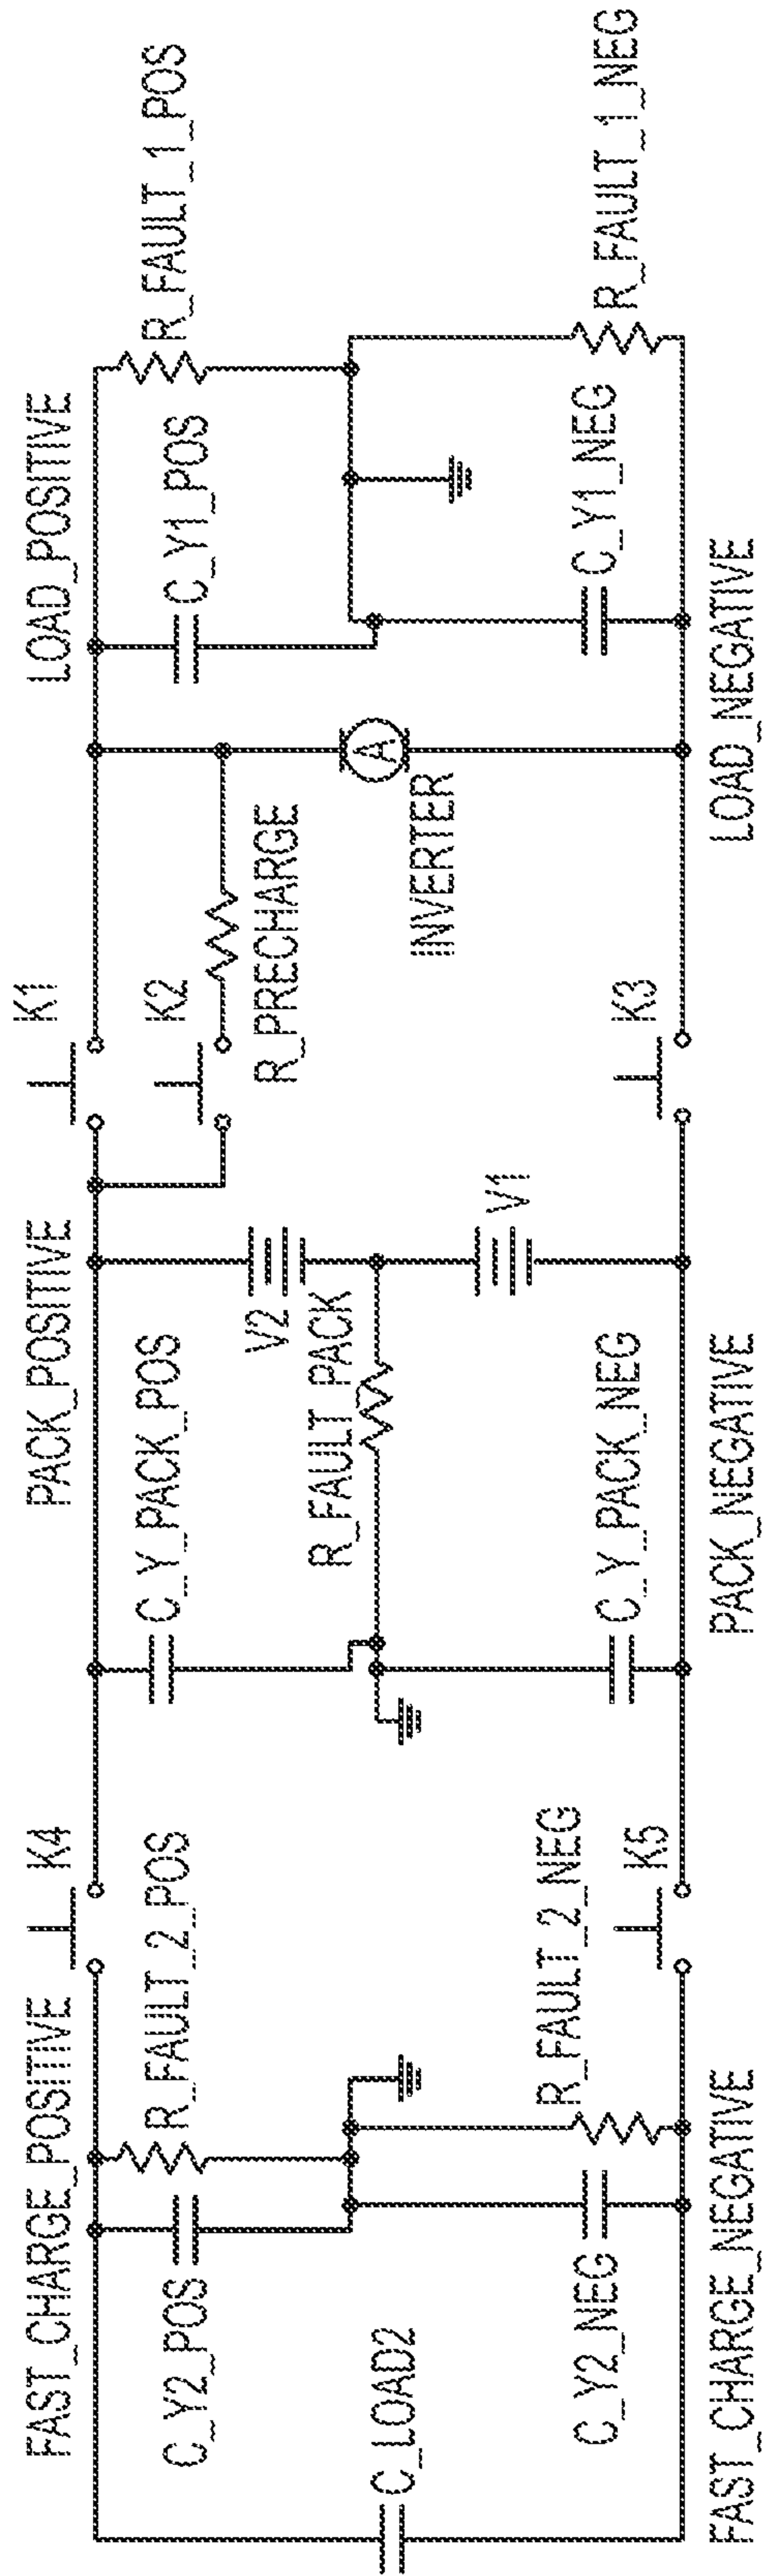 FAST_CHARGE_POSITIVE
K4
PACK_POSITIVE
K1
LOAD_POSITIVE
C_Y2_POS
R_FAULT_2_POS
C_Y_PACK_POS
K2
C_Y1_POS
R_FAULT_1_POS
V2
R_PRECHARGE
R_FAULT_PACK
C_LOAD2
A
INVERTER
V1
R_FAULT_2_NEG
C_Y2_NEG
C_Y_PACK_NEG
C_Y1_NEG
R_FAULT_1_NEG
K5
K3
FAST_CHARGE_NEGATIVE
PACK_NEGATIVE
LOAD_NEGATIVE